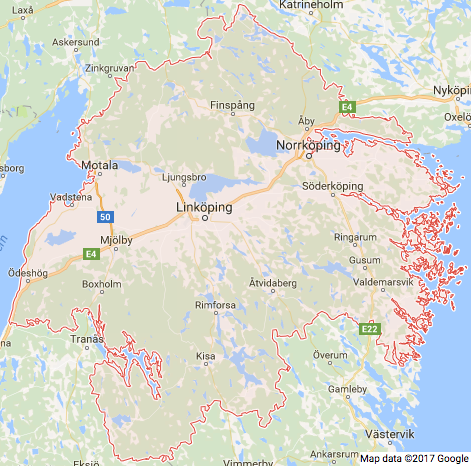 Laxå
Katrineholm
Askersund
Zinkgruvan
Finspång
E4
Nyköpi
Åby
Oxelö
Norrköping
sborg
Motala
Ljungsbro
Söderköping
Vadstena
Linköping
50
Mjölby
Ringarum
E4
Gusum
Ödeshög
Boxholm
Åtvidaberg
Valdemarsvik
Rimforsa
E22
na
Tranås
Kisa
Överum
Gamleby
Västervik
Eksjö
Vimmerby
Ankarsrum
Map data ©2017 Google